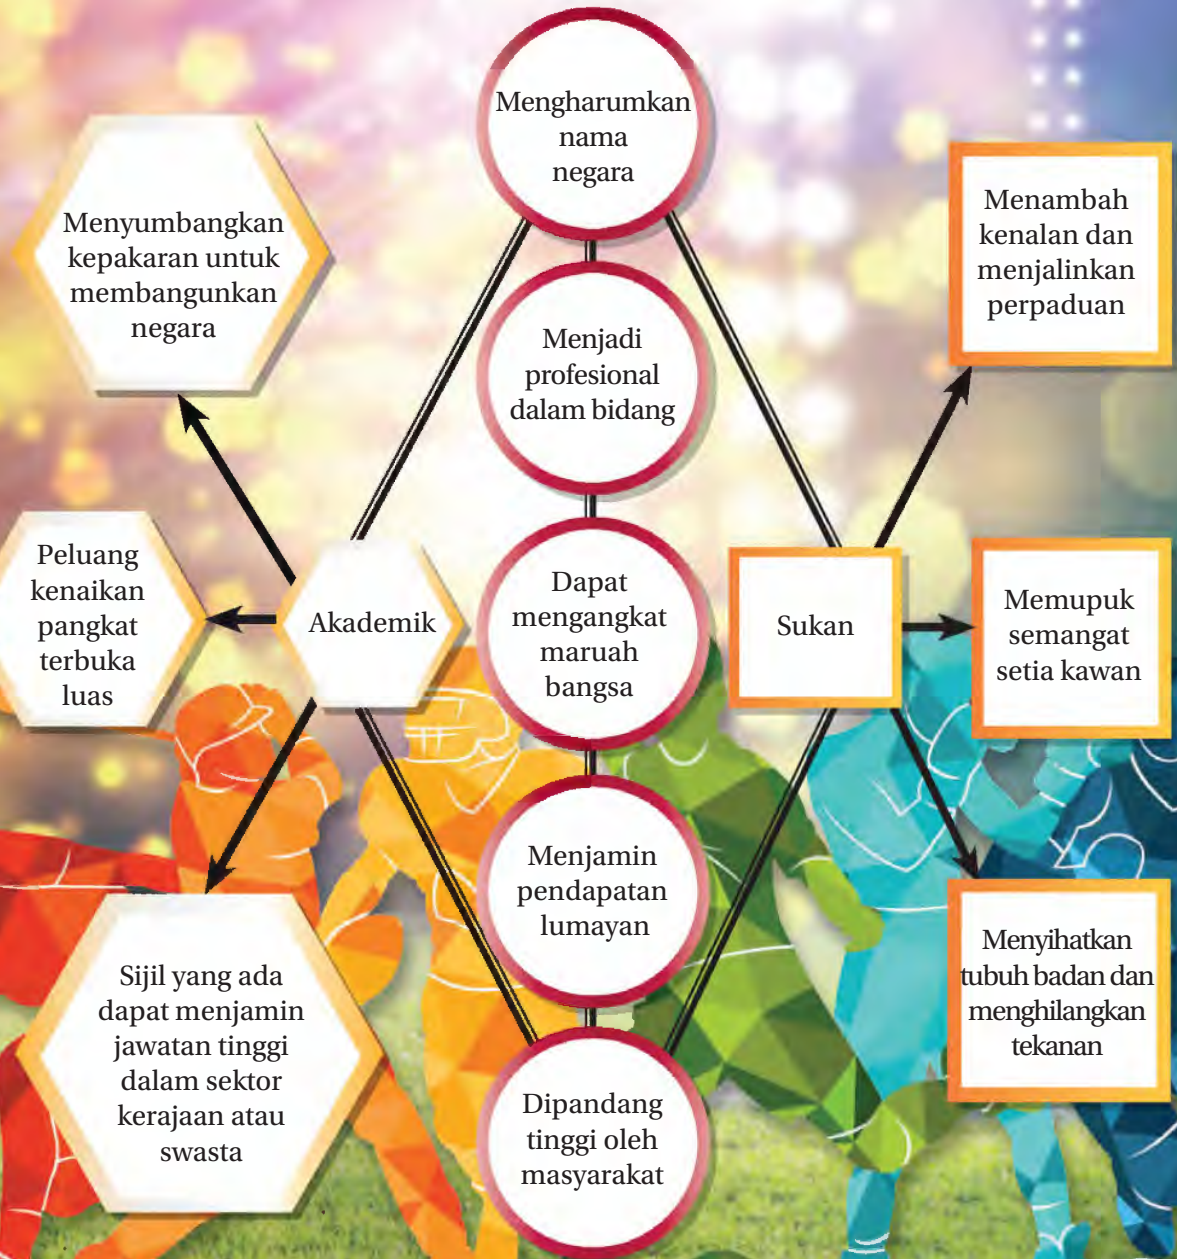 Mengharumkan
nama
negara
Menyumbangkan
kepakaran untuk
membangunkan
negara
Menambah
kenalan dan
menjalinkan
perpaduan
Menjadi
profesional
dalam bidang
Peluang
kenaikan
pangkat
terbuka
luas
Akademik
Dapat
mengangkat
maruah
bangsa
Sukan
Memupuk
semangat
setia kawan
Menjamin
pendapatan
lumayan
Sijil yang ada
dapat menjamin
jawatan tinggi
dalam sektor
kerajaan atau
swasta
Menyihatkan
tubuh badan dan
menghilangkan
tekanan
Dipandang
tinggi oleh
masyarakat